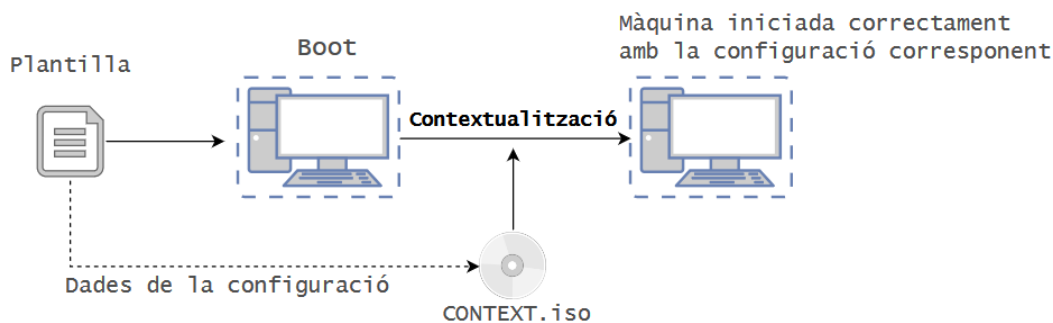 Plantilla
Boot
Màquina iniciada correctament
amb la configuració corresponent
Contextualització
Dades de la configuració
CONTEXT.iso